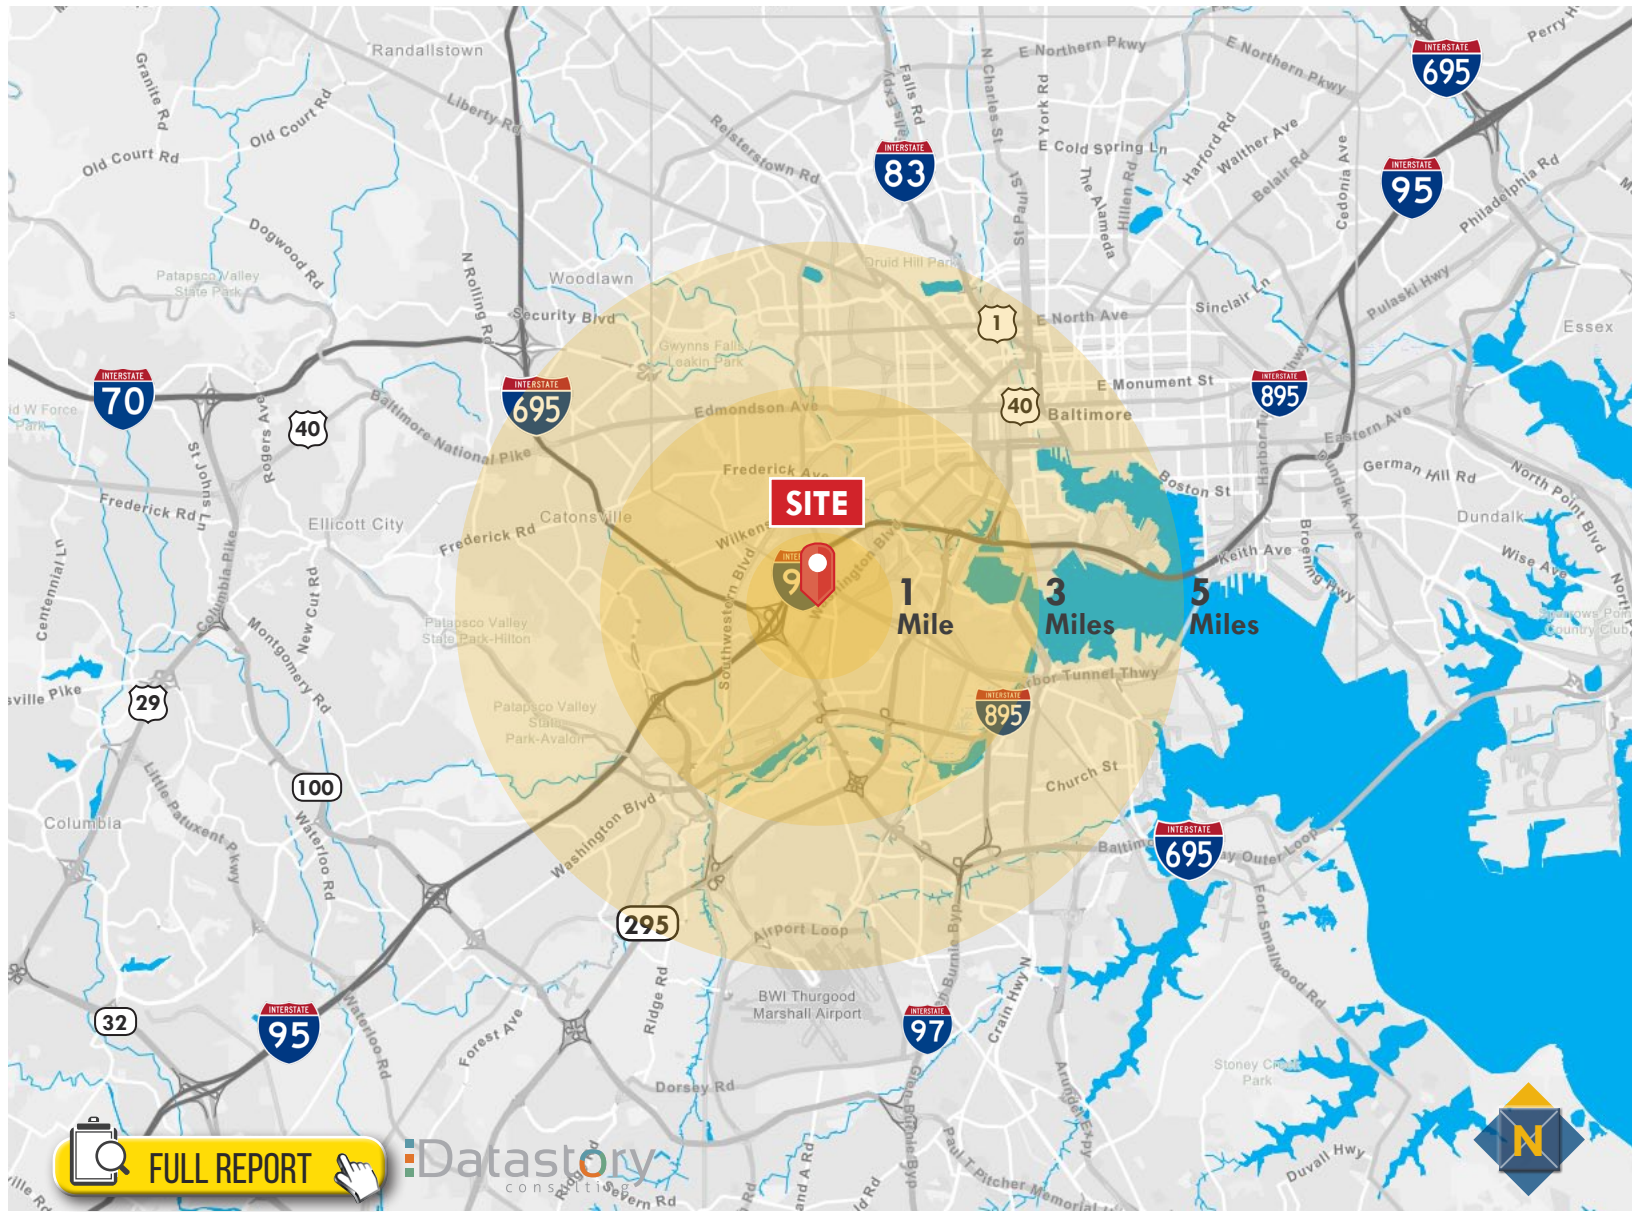 Randallstown
Granite Rd
Old Court Rd
Old Court Rd
Liberty Rd
Reisterstown Rd
Falls Rd
Falls Expy
N Charles St
E Northern Pkwy
E Northern Pkwy
E York Rd
INTERSTATE
695
INTERSTATE
83
E Cold Spring Ln
The Alameda
Hillen Rd
Harford Rd
Walther Ave
Belair Rd
Cedonia Ave
INTERSTATE
95
Philadelphia Rd
St Paul St
Dogwood Rd
Patapsco Valley
State Park
N Rolling Rd
Woodlawn
Security Blvd
Druid Hill Park
1
E North Ave
Sinclair Ln
Pulaski Hwy
Essex
Gwynns Falls /
Leakin Park
INTERSTATE
70
40
Rogers Ave
Baltimore National Pike
INTERSTATE
695
Edmondson Ave
40
Baltimore
E Monument St
INTERSTATE
895
Eastern Ave
St Johns Ln
Frederick Rd
Ellicott City
Frederick Rd
Catonsville
Frederick Ave
SITE
Boston St
Dundalk Ave
German Hill Rd
North Point Blvd
Dundalk
Wise Ave
Keith Ave
Broening Hwy
Centennial Ln
Columbia Pike
New Cut Rd
Montgomery Rd
Southwestern Blvd
1
Mile
3
Miles
5
Miles
Patapsco Valley
State Park-Hilton
Country Club
29
Patapsco Valley
State
Park-Avalon
INTERSTATE
895
Church St
100
Columbia
Little Patuxent Pkwy
Waterloo Rd
Washington Blvd
INTERSTATE
695
Outer Loop
295
Airport Loop
Fort Smallwood Rd
BWI Thurgood
Marshall Airport
32
INTERSTATE
95
Waterloo Rd
Forest Ave
Ridge Rd
INTERSTATE
97
Crain Hwy N
Glen Burnie Byp
Arundel Expy
Dorsey Rd
Stoney Creek
Park
Duvall Hwy
FULL REPORT
Datastory
consulting
Severn Rd
N